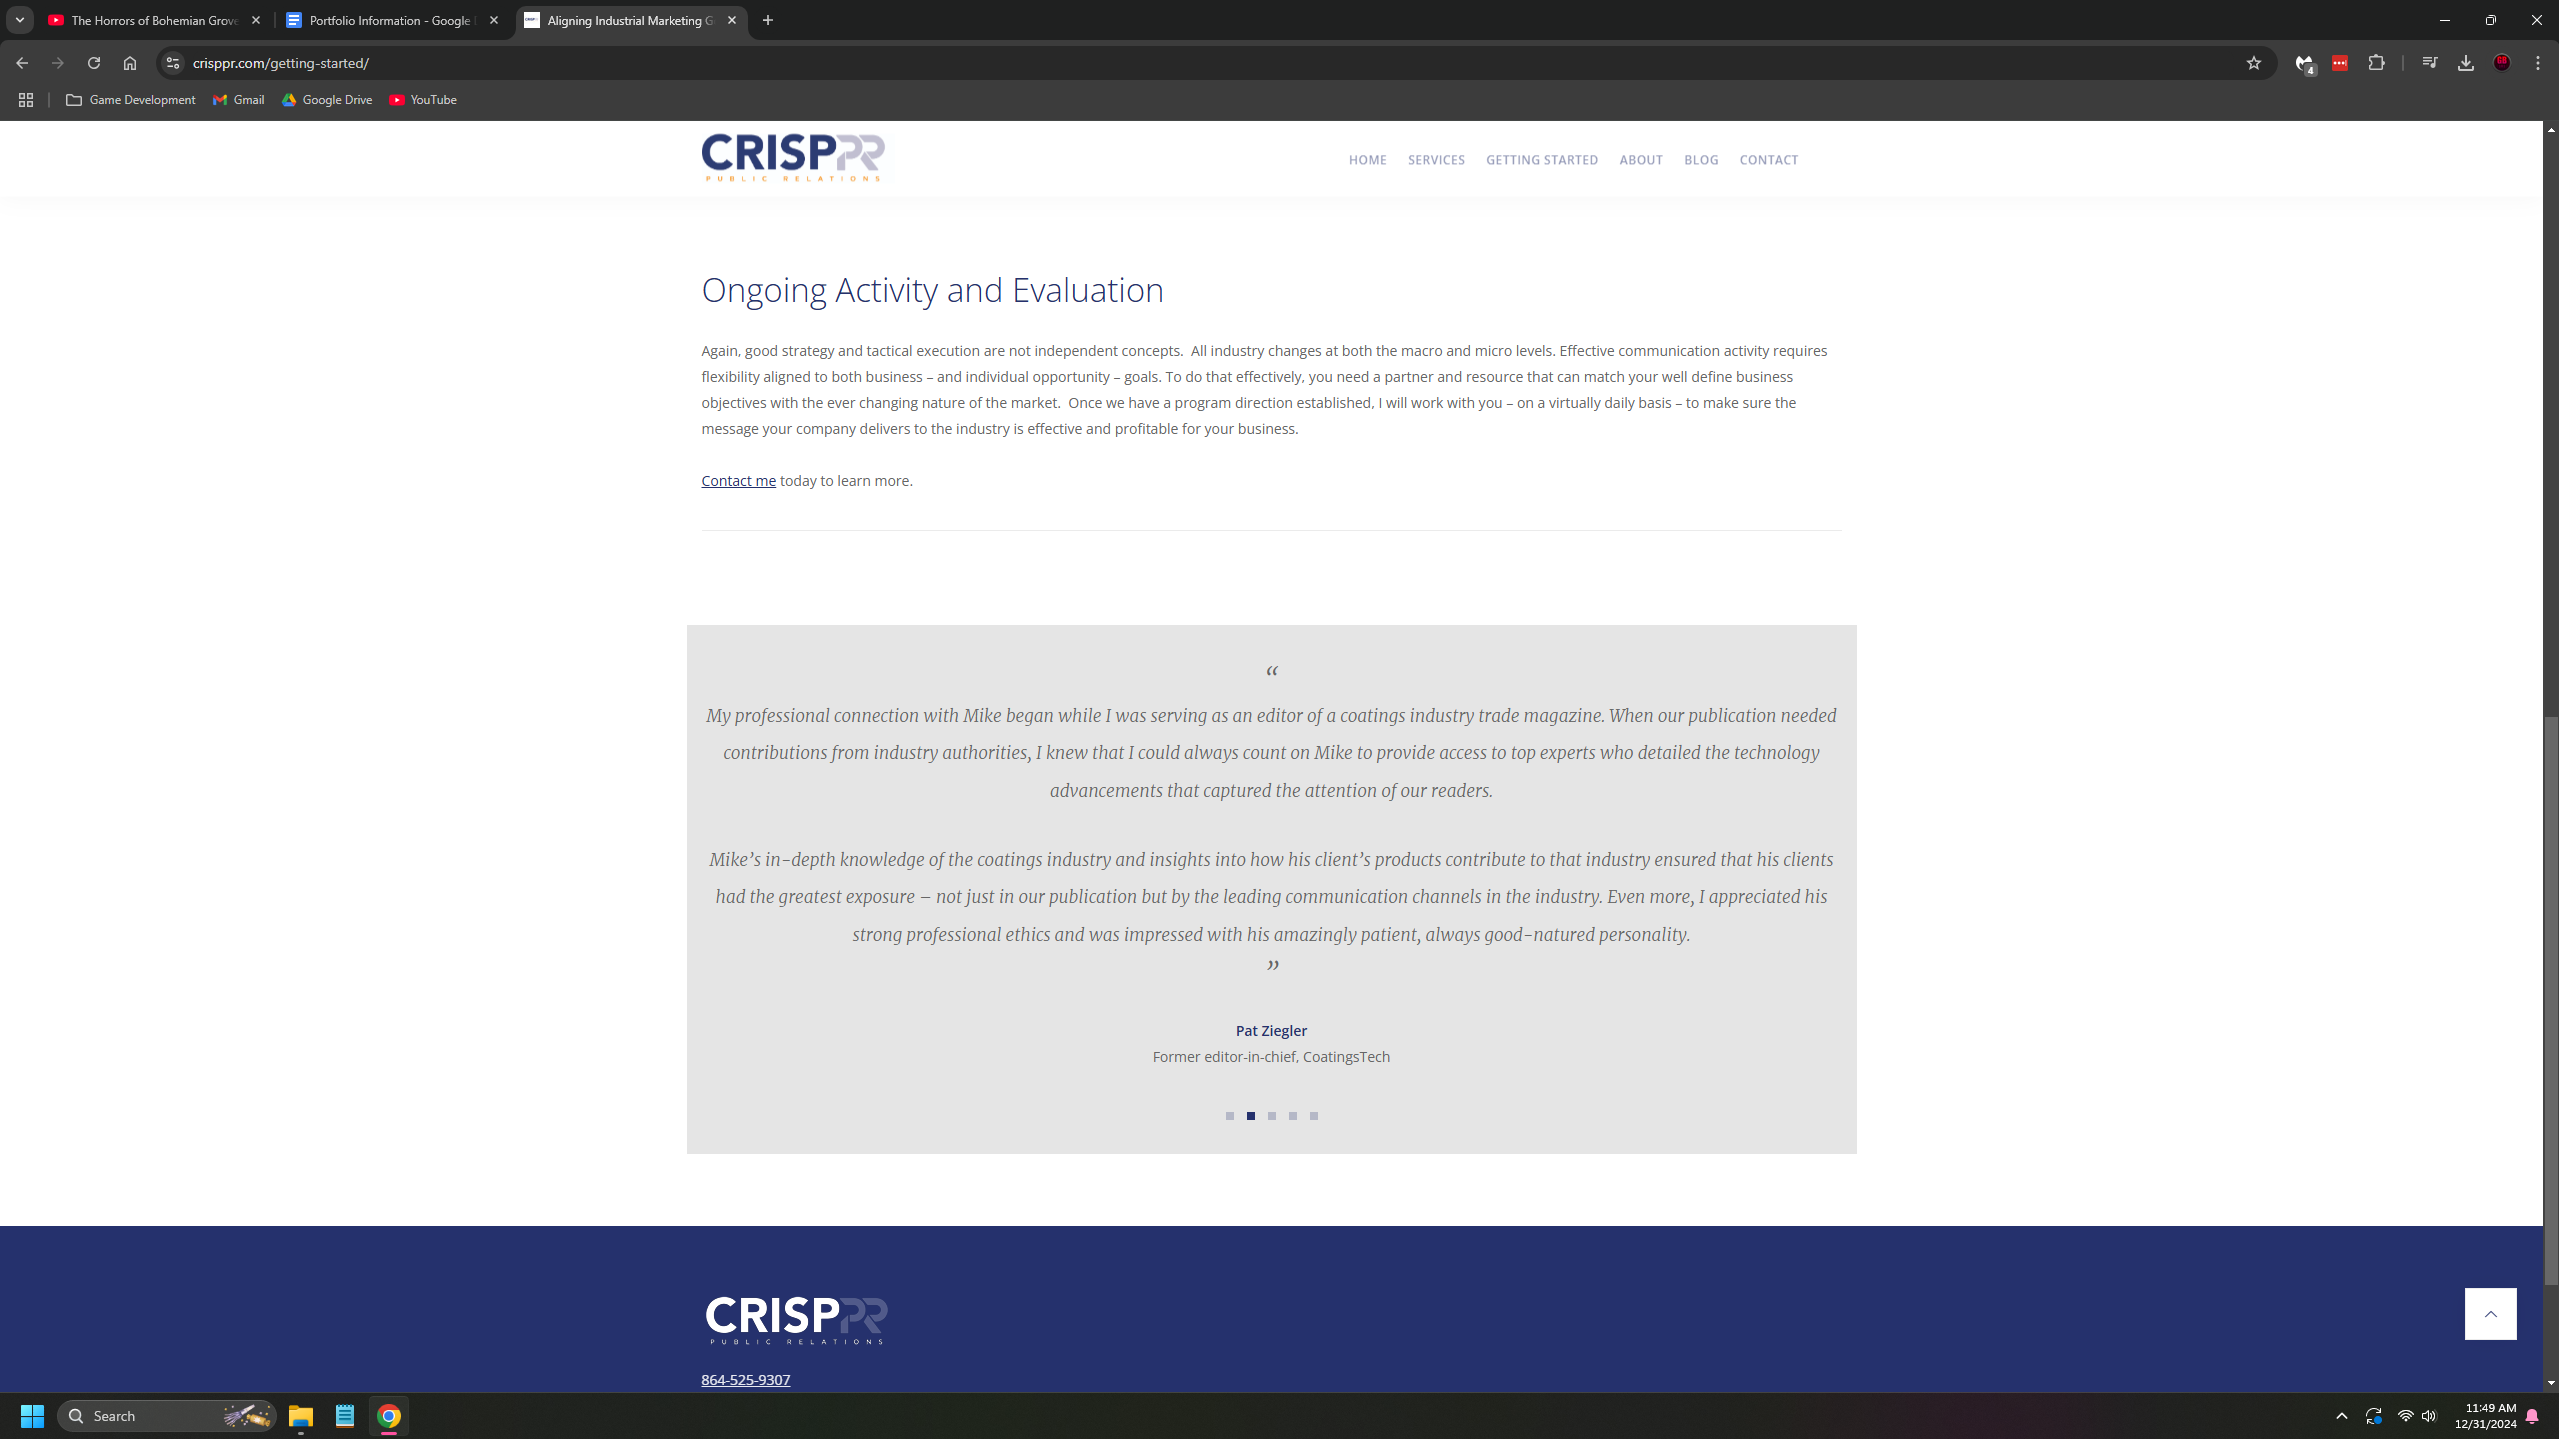 The Horrors of Bohemian Grove
Portfolio Information - Google
Aligning Industrial Marketing G
crisppr.com/getting-started/
4
Game Development
Gmail
Google Drive
YouTube
CRISPPR
PUBLIC RELATIONS
HOME
SERVICES
GETTING STARTED
ABOUT
BLOG
CONTACT
Ongoing Activity and Evaluation
Again, good strategy and tactical execution are not independent concepts.  All industry changes at both the macro and micro levels. Effective communication activity requires
flexibility aligned to both business – and individual opportunity – goals. To do that effectively, you need a partner and resource that can match your well define business
objectives with the ever changing nature of the market.  Once we have a program direction established, I will work with you – on a virtually daily basis – to make sure the
message your company delivers to the industry is effective and profitable for your business.
Contact me today to learn more.
“
My professional connection with Mike began while I was serving as an editor of a coatings industry trade magazine. When our publication needed
contributions from industry authorities, I knew that I could always count on Mike to provide access to top experts who detailed the technology
advancements that captured the attention of our readers.
Mike’s in-depth knowledge of the coatings industry and insights into how his client’s products contribute to that industry ensured that his clients
had the greatest exposure – not just in our publication but by the leading communication channels in the industry. Even more, I appreciated his
strong professional ethics and was impressed with his amazingly patient, always good-natured personality.
”
Pat Ziegler
Former editor-in-chief, CoatingsTech
CRISPPR
PUBLIC RELATIONS
864-525-9307
Search
11:49 AM
12/31/2024